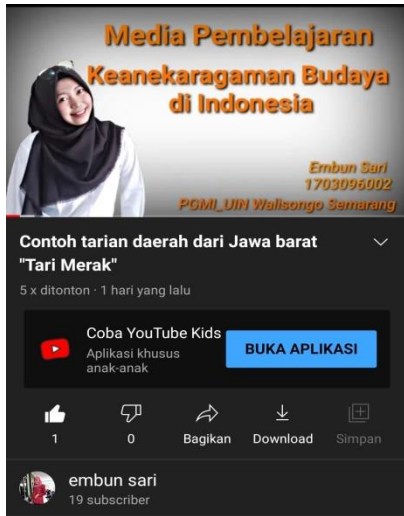 Media Pembelajaran
Keanekaragaman Budaya
di Indonesia
Embun Sari
1703096002
PGMI_UIN Walisongo Semarang
Contoh tarian daerah dari Jawa barat
"Tari Merak"
5 x ditonton · 1 hari yang lalu
Coba YouTube Kids
Aplikasi khusus
anak-anak
BUKA APLIKASI
1
0
Bagikan
Download
Simpan
embun sari
19 subscriber